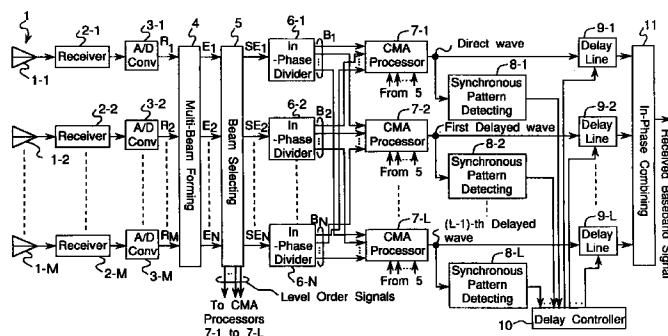 1
2-1
3-1
R1
4
E1
5
SE1
6-1
B1
7-1
Direct wave
9-1
11
1-1
Receiver
A/D
Conv
In
-Phase
Divider
CMA
Processor
From 5
8-1
Synchronous
Pattern
Detecting
Delay
Line
2-2
3-2
R2
Multi-Beam Forming
E2
Beam Selecting
SE2
6-2
B2
7-2
First Delayed wave
9-2
In-Phase Combining
Received Baseband Signal
1-2
Receiver
A/D
Conv
In
-Phase
Divider
CMA
Processor
From 5
8-2
Synchronous
Pattern
Detecting
Delay
Line
RM
EN
SEN
BN
7-L
(L-1)-th Delayed
wave
9-L
1-M
Receiver
2-M
A/D
Conv
3-M
In
-Phase
Divider
6-N
CMA
Processor
From 5
8-L
Synchronous
Pattern
Detecting
Delay
Line
Level Order Signals
To CMA
Processors
7-1 to 7-L
10
Delay Controller